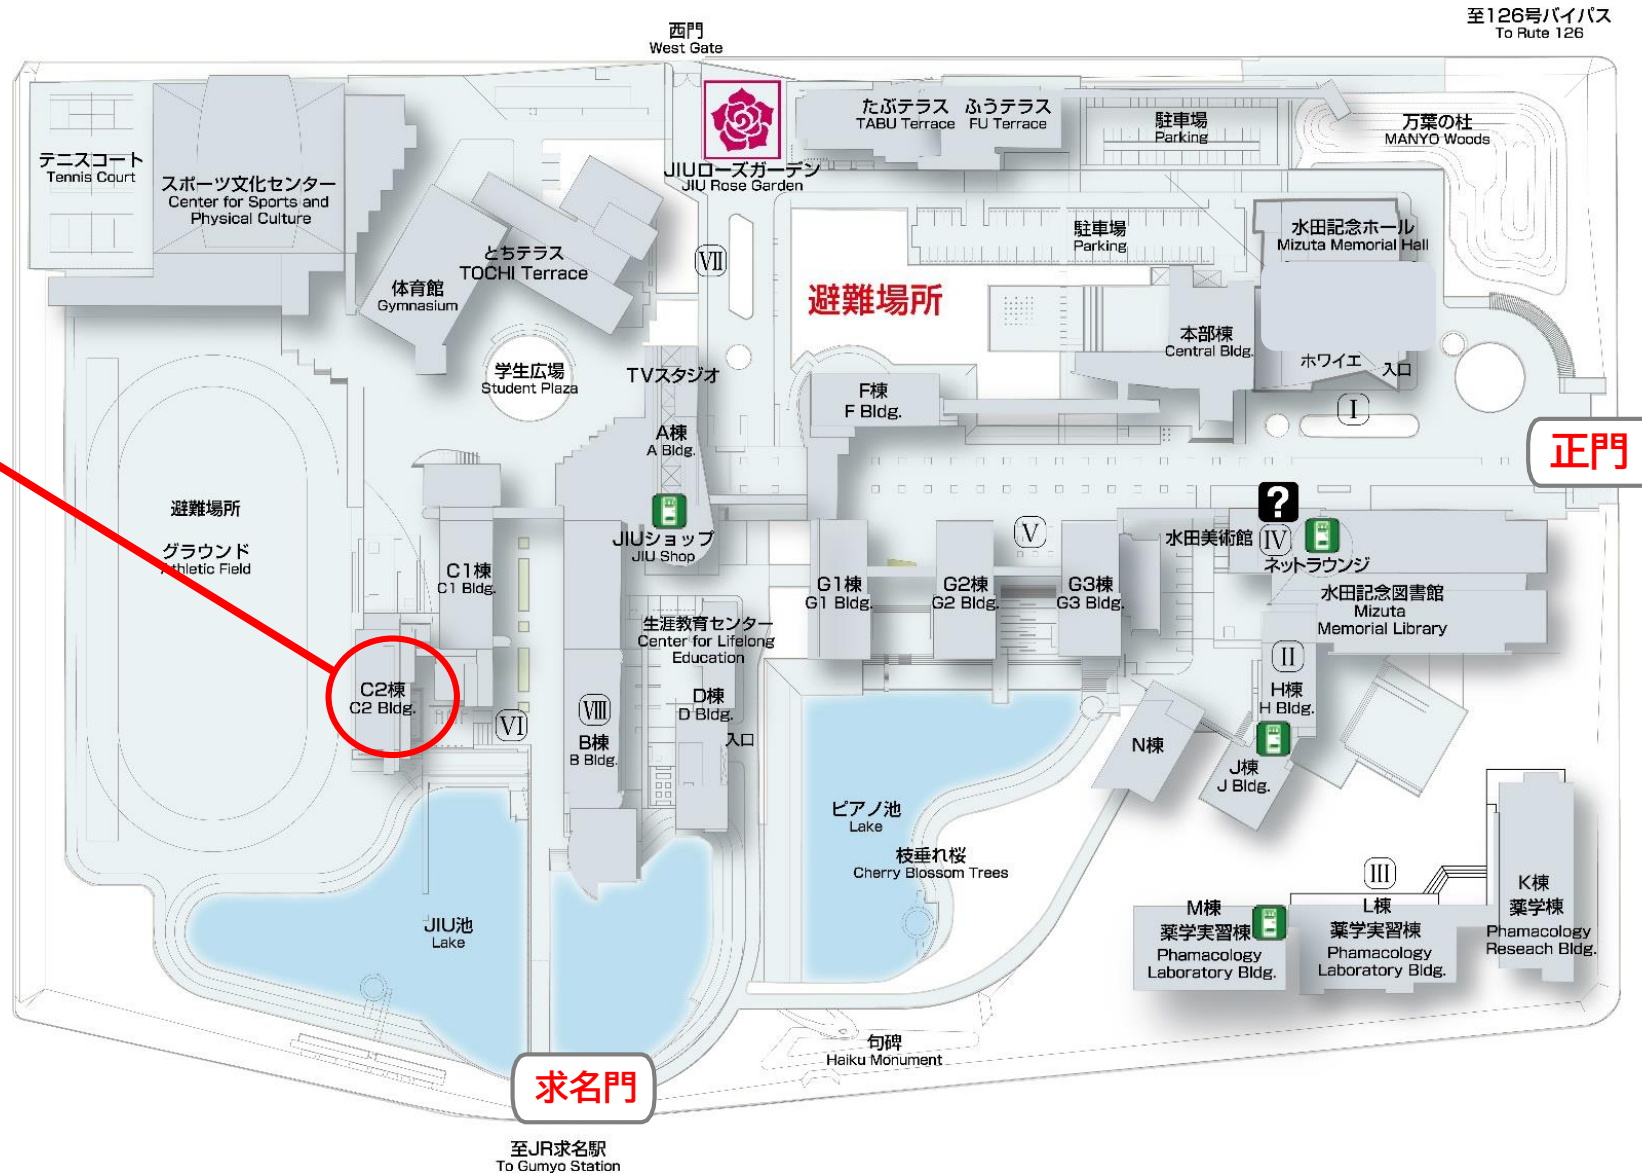 至126号バイパス
To Rute 126
西門
West Gate
JIUローズガーデン
JIU Rose Garden
たぶテラス
TABU Terrace
ふうテラス
FU Terrace
駐車場
Parking
万葉の杜
MANYO Woods
テニスコート
Tennis Court
スポーツ文化センター
Center for Sports and
Physical Culture
とちテラス
TOCHI Terrace
体育館
Gymnasium
Ⅶ
駐車場
Parking
水田記念ホール
Mizuta Memorial Hall
避難場所
本部棟
Central Bldg.
ホワイエ
入口
学生広場
Student Plaza
TVスタジオ
F棟
F Bldg.
Ⅰ
A棟
A Bldg.
正門
避難場所
グラウンド
Athletic Field
JIUショップ
JIU Shop
?
水田美術館
Ⅳ
ネットラウンジ
Ⅴ
C1棟
C1 Bldg.
G1棟
G1 Bldg.
G2棟
G2 Bldg.
G3棟
G3 Bldg.
水田記念図書館
Mizuta
Memorial Library
生涯教育センター
Center for Lifelong
Education
Ⅱ
C2棟
C2 Bldg.
Ⅵ
Ⅷ
B棟
B Bldg.
D棟
D Bldg.
入口
H棟
H Bldg.
N棟
J棟
J Bldg.
ピアノ池
Lake
枝垂れ桜
Cherry Blossom Trees
Ⅲ
JIU池
Lake
M棟
薬学実習棟
Phamacology
Laboratory Bldg.
L棟
薬学実習棟
Phamacology
Laboratory Bldg.
K棟
薬学棟
Phamacology
Reseach Bldg.
句碑
Haiku Monument
求名門
至JR求名駅
To Gumyo Station